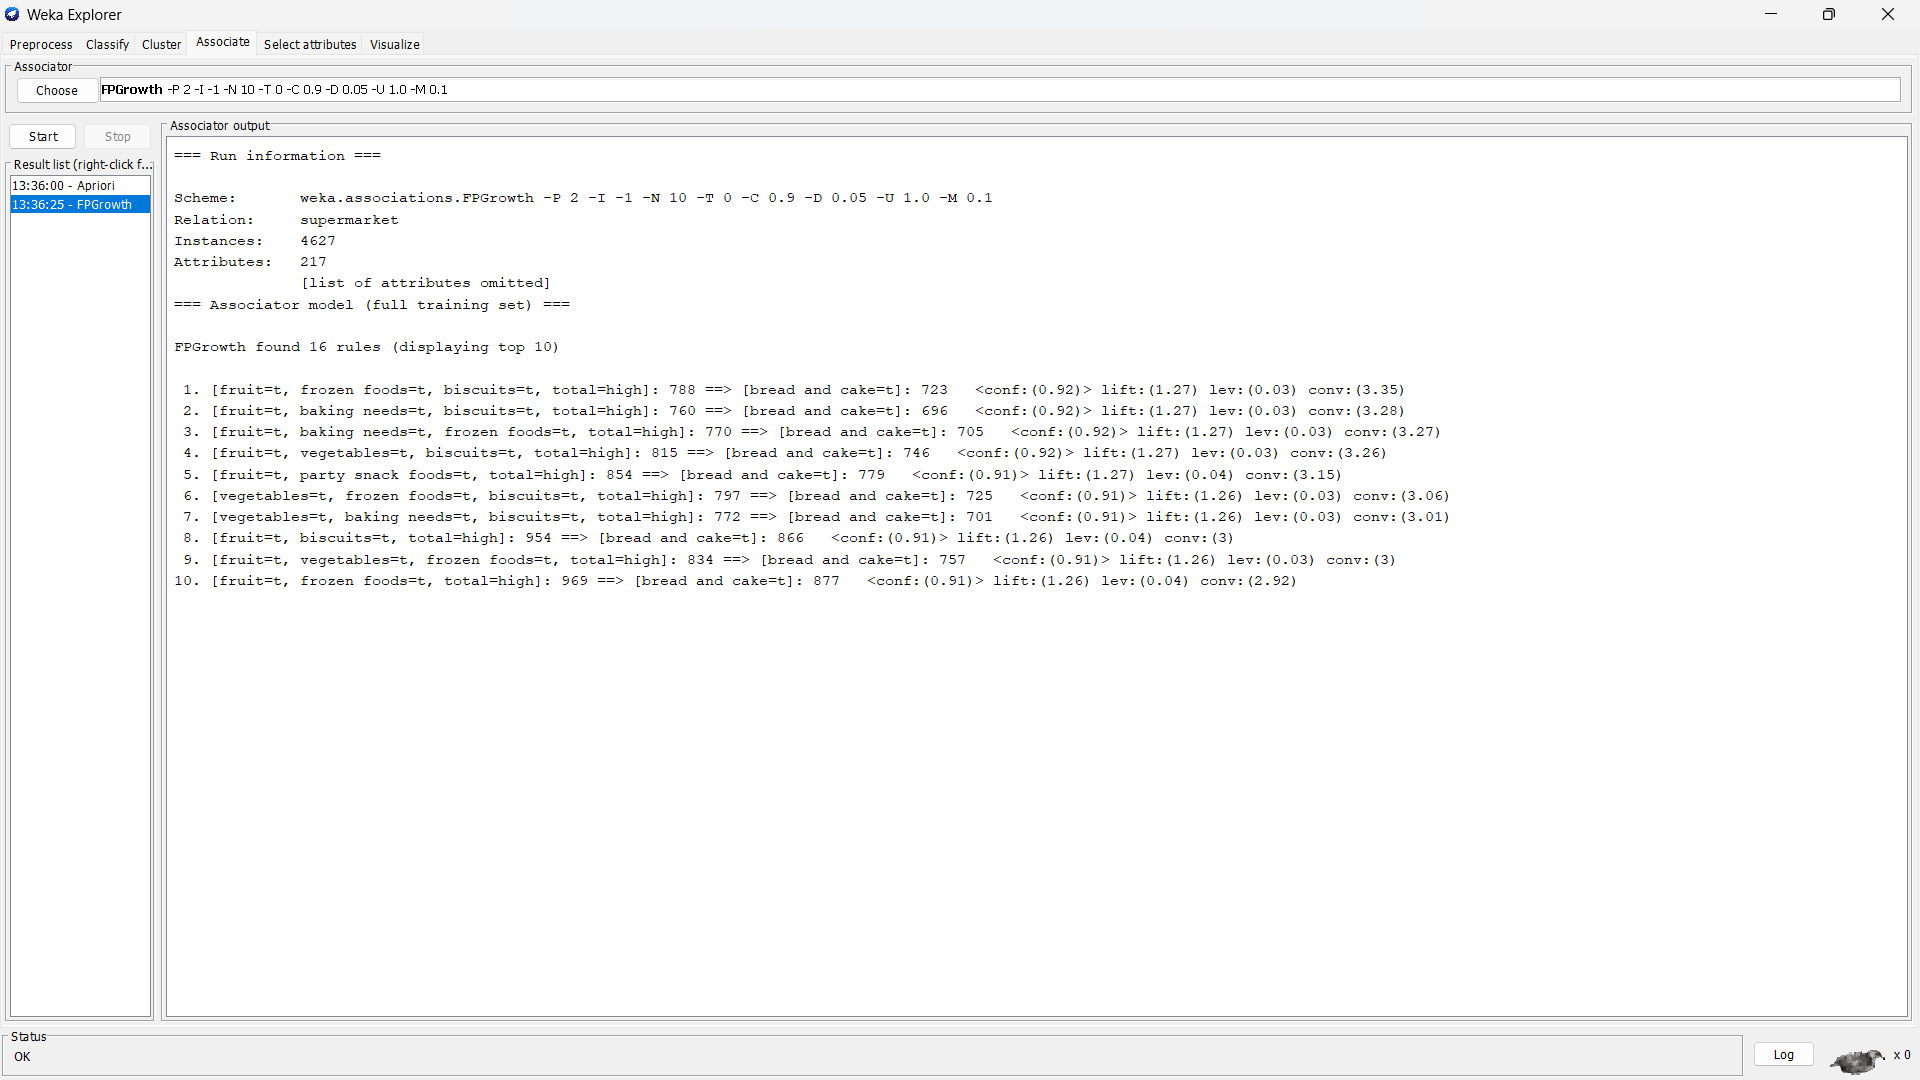 Weka Explorer
Preprocess Classify Cluster Associate Select attributes Visualize
Associator
Choose FPGrowth -P 2 -I -1 -N 10 -T 0 -C 0.9 -D 0.05 -U 1.0 -M 0.1
Start Stop
Result list (right-click f...
13:36:00 - Apriori
13:36:25 - FPGrowth
Associator output
=== Run information ===
Scheme: weka.associations.FPGrowth -P 2 -I -1 -N 10 -T 0 -C 0.9 -D 0.05 -U 1.0 -M 0.1
Relation: supermarket
Instances: 4627
Attributes: 217
[list of attributes omitted]
=== Associator model (full training set) ===
FPGrowth found 16 rules (displaying top 10)
1. [fruit=t, frozen foods=t, biscuits=t, total=high]: 788 ==> [bread and cake=t]: 723 <conf:(0.92)> lift:(1.27) lev:(0.03) conv:(3.35)
2. [fruit=t, baking needs=t, biscuits=t, total=high]: 760 ==> [bread and cake=t]: 696 <conf:(0.92)> lift:(1.27) lev:(0.03) conv:(3.28)
3. [fruit=t, baking needs=t, frozen foods=t, total=high]: 770 ==> [bread and cake=t]: 705 <conf:(0.92)> lift:(1.27) lev:(0.03) conv:(3.27)
4. [fruit=t, vegetables=t, biscuits=t, total=high]: 815 ==> [bread and cake=t]: 746 <conf:(0.92)> lift:(1.27) lev:(0.03) conv:(3.26)
5. [fruit=t, party snack foods=t, total=high]: 854 ==> [bread and cake=t]: 779 <conf:(0.91)> lift:(1.27) lev:(0.04) conv:(3.15)
6. [vegetables=t, frozen foods=t, biscuits=t, total=high]: 797 ==> [bread and cake=t]: 725 <conf:(0.91)> lift:(1.26) lev:(0.03) conv:(3.06)
7. [vegetables=t, baking needs=t, biscuits=t, total=high]: 772 ==> [bread and cake=t]: 701 <conf:(0.91)> lift:(1.26) lev:(0.03) conv:(3.01)
8. [fruit=t, biscuits=t, total=high]: 954 ==> [bread and cake=t]: 866 <conf:(0.91)> lift:(1.26) lev:(0.04) conv:(3)
9. [fruit=t, vegetables=t, frozen foods=t, total=high]: 834 ==> [bread and cake=t]: 757 <conf:(0.91)> lift:(1.26) lev:(0.03) conv:(3)
10. [fruit=t, frozen foods=t, total=high]: 969 ==> [bread and cake=t]: 877 <conf:(0.91)> lift:(1.26) lev:(0.04) conv:(2.92)
Status
OK
Log x 0